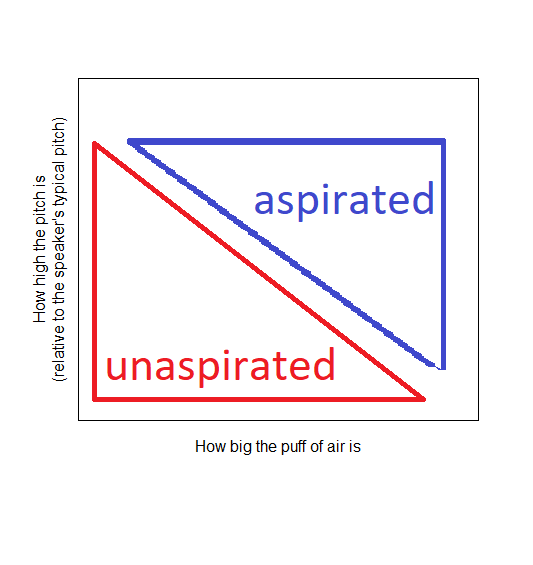 How high the pitch is
(relative to the speaker's typical pitch)
aspirated
unaspirated
How big the puff of air is